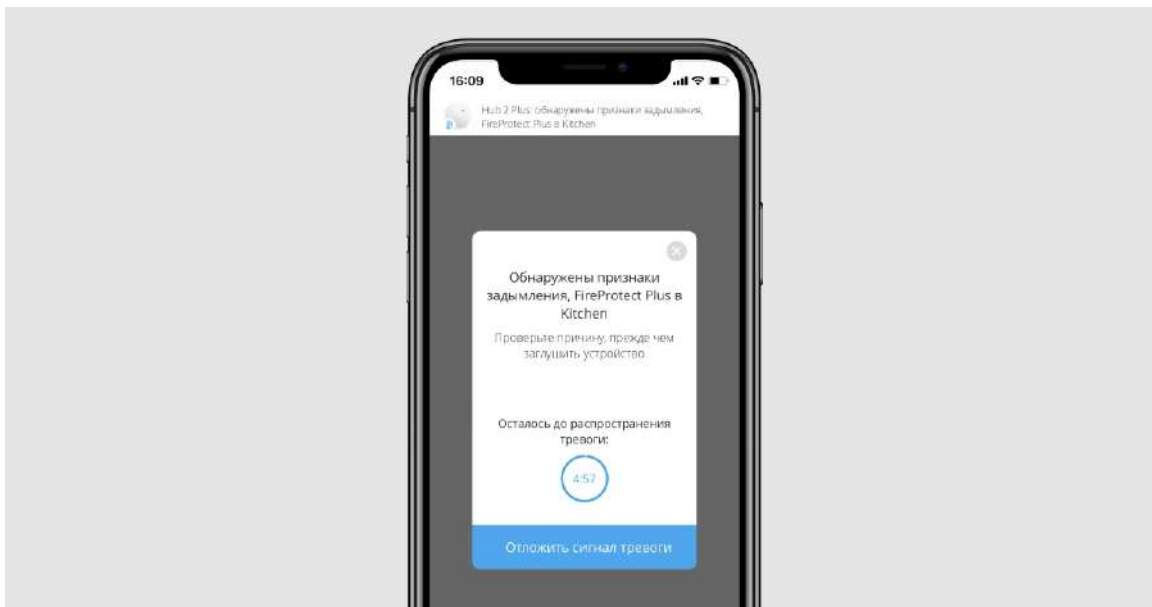 16:09
Hub 2 Plus: обнаружены признаки задымления,
FireProtect Plus в Kitchen
Обнаружены признаки
задымления, FireProtect Plus в
Kitchen
Проверьте причину, прежде чем
заглушить устройство
Осталось до распространения
тревоги:
4:57
Отложить сигнал тревоги